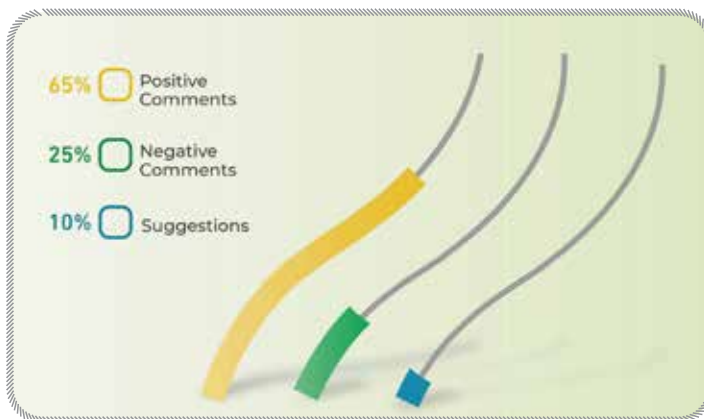 65% Positive
Comments
25% Negative
Comments
10% Suggestions